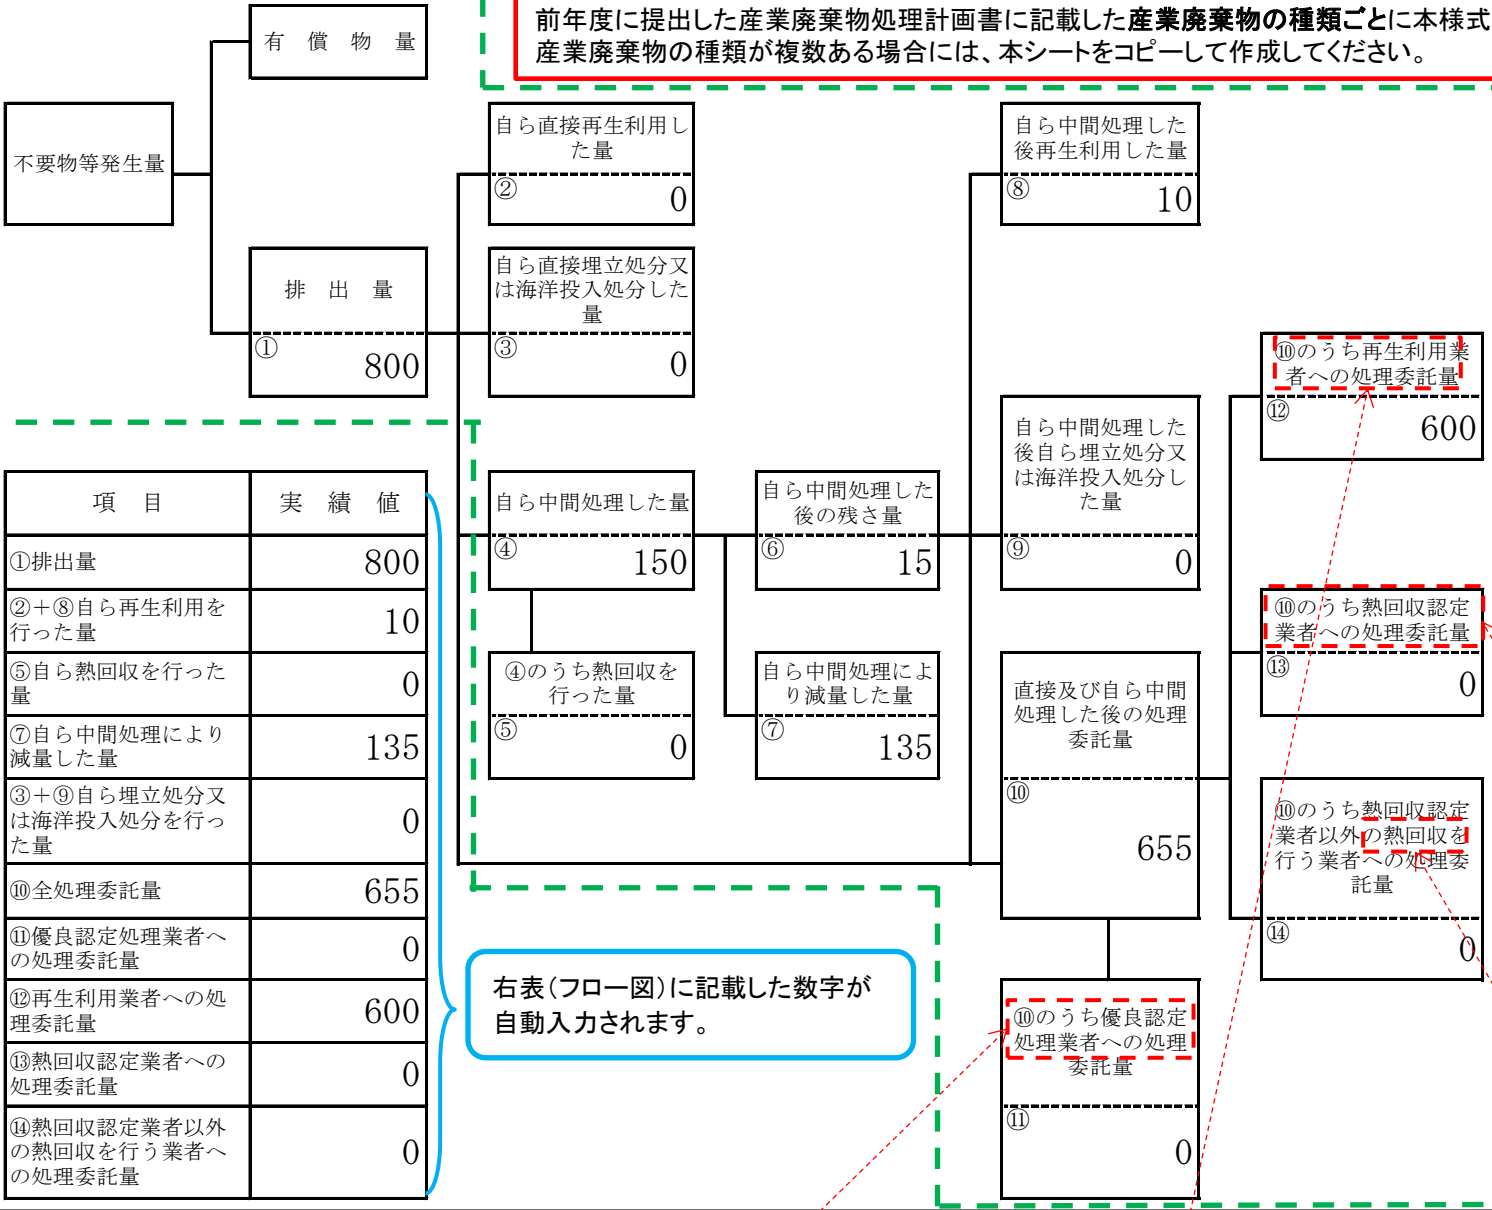 前年度に提出した産業廃棄物処理計画書に記載した産業廃棄物の種類ごとに本様式
産業廃棄物の種類が複数ある場合には、本シートをコピーして作成してください。
有 償 物 量
不要物等発生量
排 出 量
①
800
自ら直接再生利用し
た量
②
0
自ら直接埋立処分又
は海洋投入処分した
量
③
0
自ら中間処理した量
④
150
④のうち熱回収を
行った量
⑤
0
自ら中間処理した
後の残さ量
⑥
15
自ら中間処理によ
り減量した量
⑦
135
自ら中間処理した
後再生利用した量
⑧
10
自ら中間処理した
後自ら埋立処分又
は海洋投入処分し
た量
⑨
0
直接及び自ら中間
処理した後の処理
委託量
⑩
655
⑩のうち優良認定
処理業者への処理
委託量
⑪
0
⑩のうち再生利用業
者への処理委託量
⑫
600
⑩のうち熱回収認定
業者への処理委託量
⑬
0
⑩のうち熱回収認定
業者以外の熱回収を
行う業者への処理委
託量
⑭
0
項 目 実 績 値
①排出量 800
②+⑧自ら再生利用を
行った量 10
⑤自ら熱回収を行った
量 0
⑦自ら中間処理により
減量した量 135
③+⑨自ら埋立処分又
は海洋投入処分を行っ
た量 0
⑩全処理委託量 655
⑪優良認定処理業者へ
の処理委託量 0
⑫再生利用業者への処
理委託量 600
⑬熱回収認定業者への
処理委託量 0
⑭熱回収認定業者以外
の熱回収を行う業者へ
の処理委託量 0
右表(フロー図)に記載した数字が
自動入力されます。